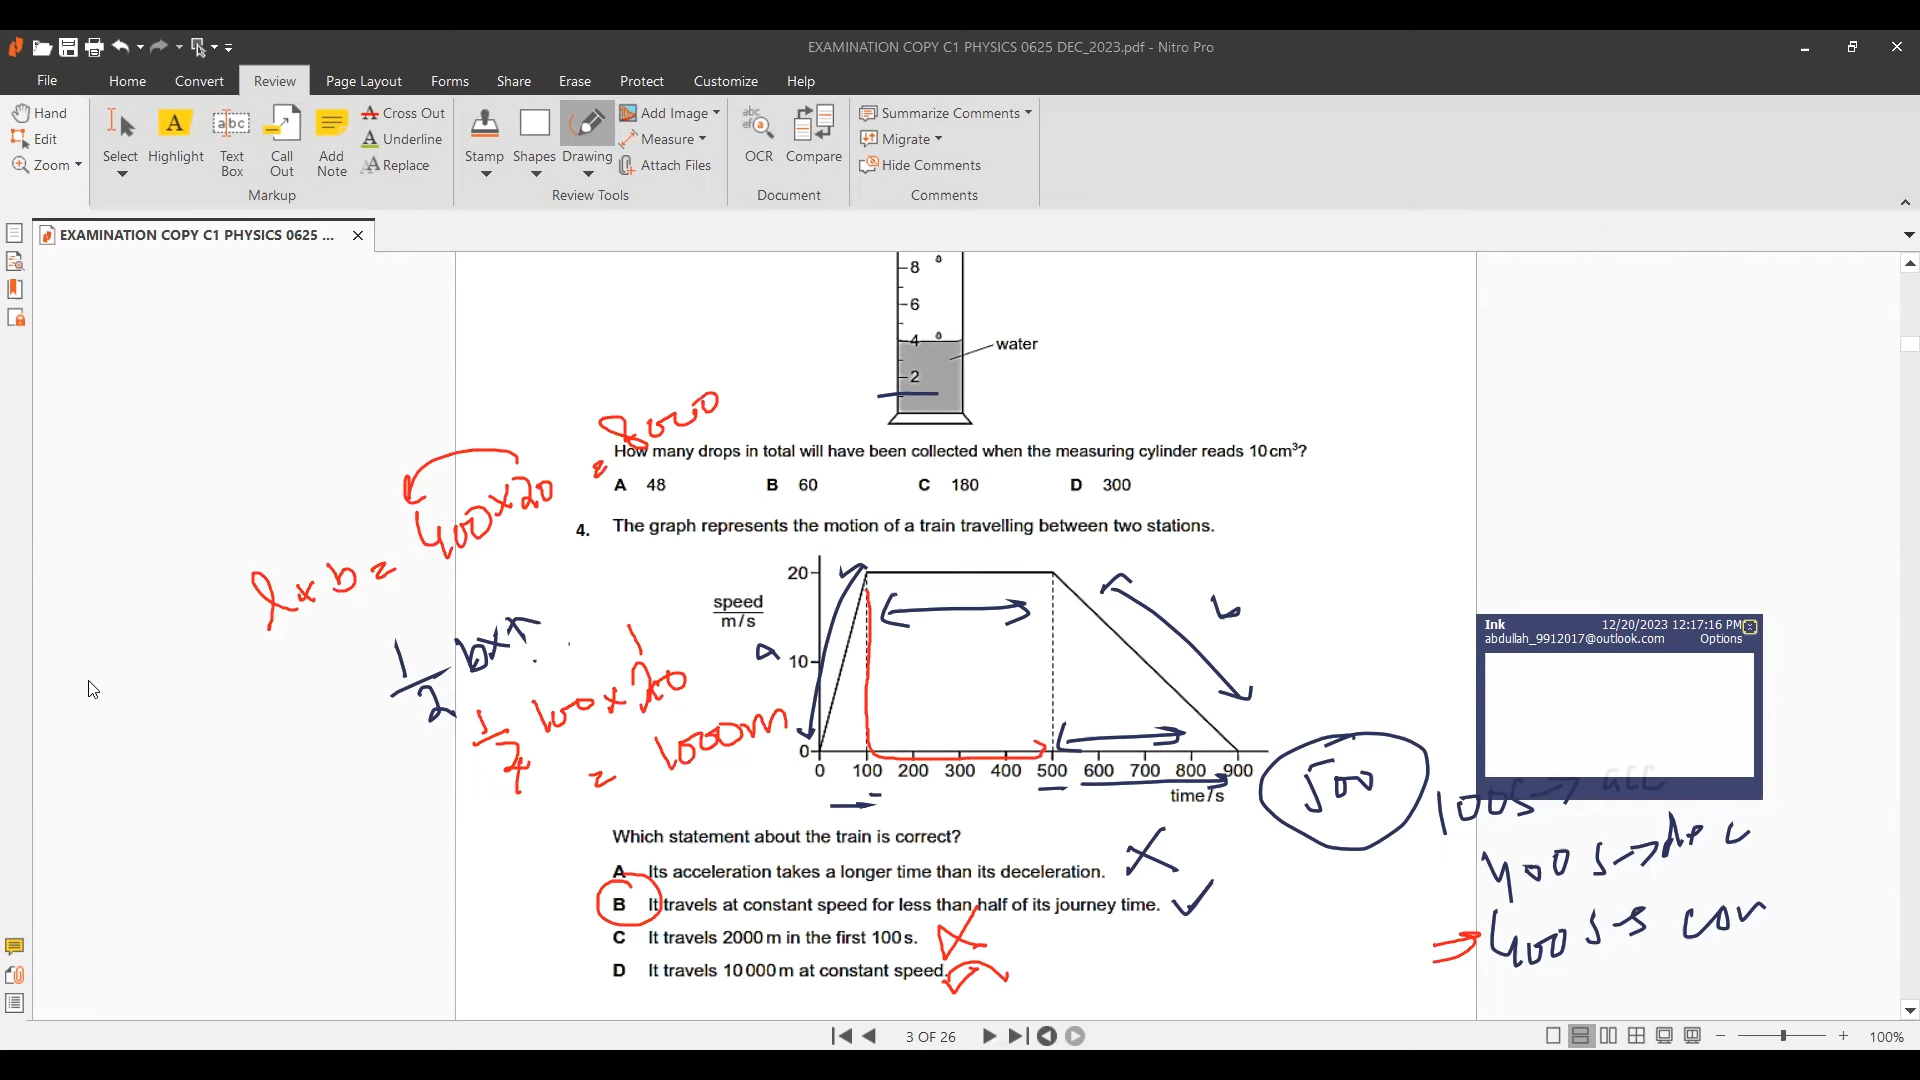 EXAMINATION COPY C1 PHYSICS 0625 DEC_2023.pdf - Nitro Pro
File Home Convert Review Page Layout Forms Share Erase Protect Customize Help
Hand
Edit
Zoom
Select
Highlight
Text Box
Call Out
Add Note
Cross Out
Underline
Replace
Markup
Stamp
Shapes
Drawing
Add Image
Measure
Attach Files
Review Tools
OCR
Compare
Document
Summarize Comments
Migrate
Hide Comments
Comments
EXAMINATION COPY C1 PHYSICS 0625 ...
8
6
4
2
water
8000
How many drops in total will have been collected when the measuring cylinder reads 10 cm³?
A 48 B 60 C 180 D 300
400 x 20
l x b =
4. The graph represents the motion of a train travelling between two stations.
20
speed
m/s
10
0
0 100 200 300 400 500 600 700 800 900
time/s
a
b
1/2 b x h
1/2 100 x 20
= 1000m
500
Ink 12/20/2023 12:17:16 PM
abdullah_9912017@outlook.com Options
100s → acc
400 s → dec
400 s → con
Which statement about the train is correct?
A Its acceleration takes a longer time than its deceleration.
B It travels at constant speed for less than half of its journey time.
C It travels 2000 m in the first 100 s.
D It travels 10 000 m at constant speed.
3 OF 26
100%